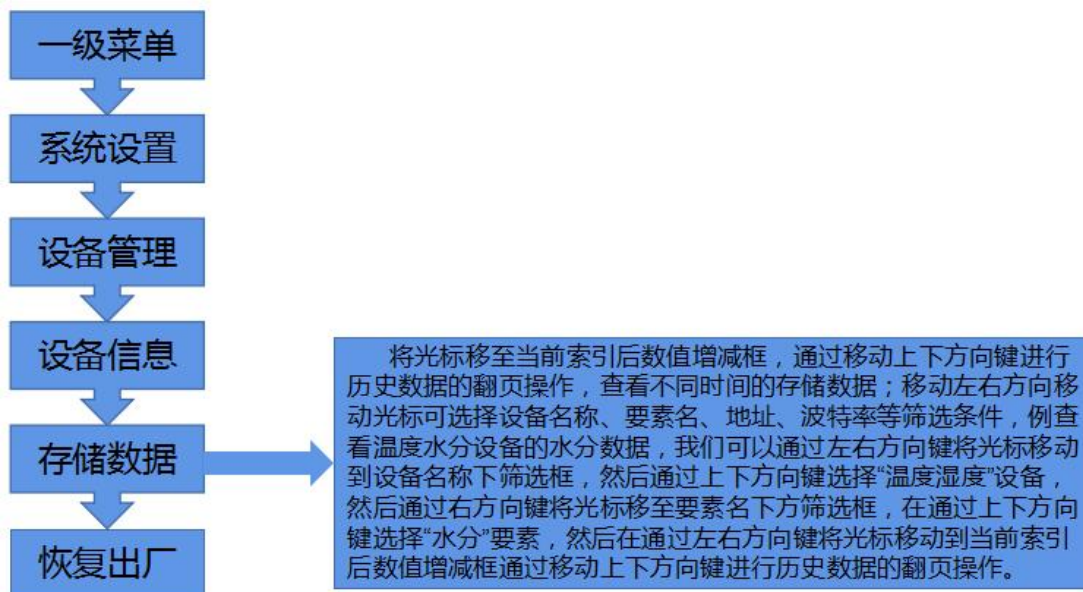 一级菜单
系统设置
设备管理
设备信息
存储数据
恢复出厂
将光标移至当前索引后数值增减框，通过移动上下方向键进行
历史数据的翻页操作，查看不同时间的存储数据；移动左右方向移
动光标可选择设备名称、要素名、地址、波特率等筛选条件，例查
看温度水分设备的水分数据，我们可以通过左右方向键将光标移动
到设备名称下筛选框，然后通过上下方向键选择“温度湿度”设备，
然后通过右方向键将光标移至要素名下方筛选框，在通过上下方向
键选择“水分”要素，然后在通过左右方向键将光标移动到当前索引
后数值增减框通过移动上下方向键进行历史数据的翻页操作。